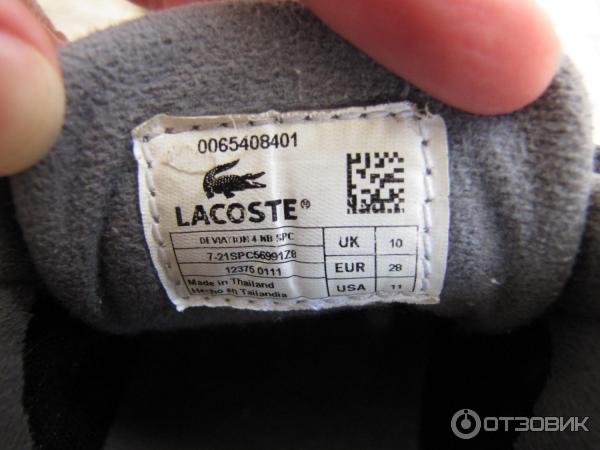 0065408401
LACOSTE®
DEVIATION 4 NB SPC
7-21SPC56991Z8
12375 0111
Made in Thailand
Hecho en Tailandia
UK 10
EUR 28
USA 11
ОТЗОВИК